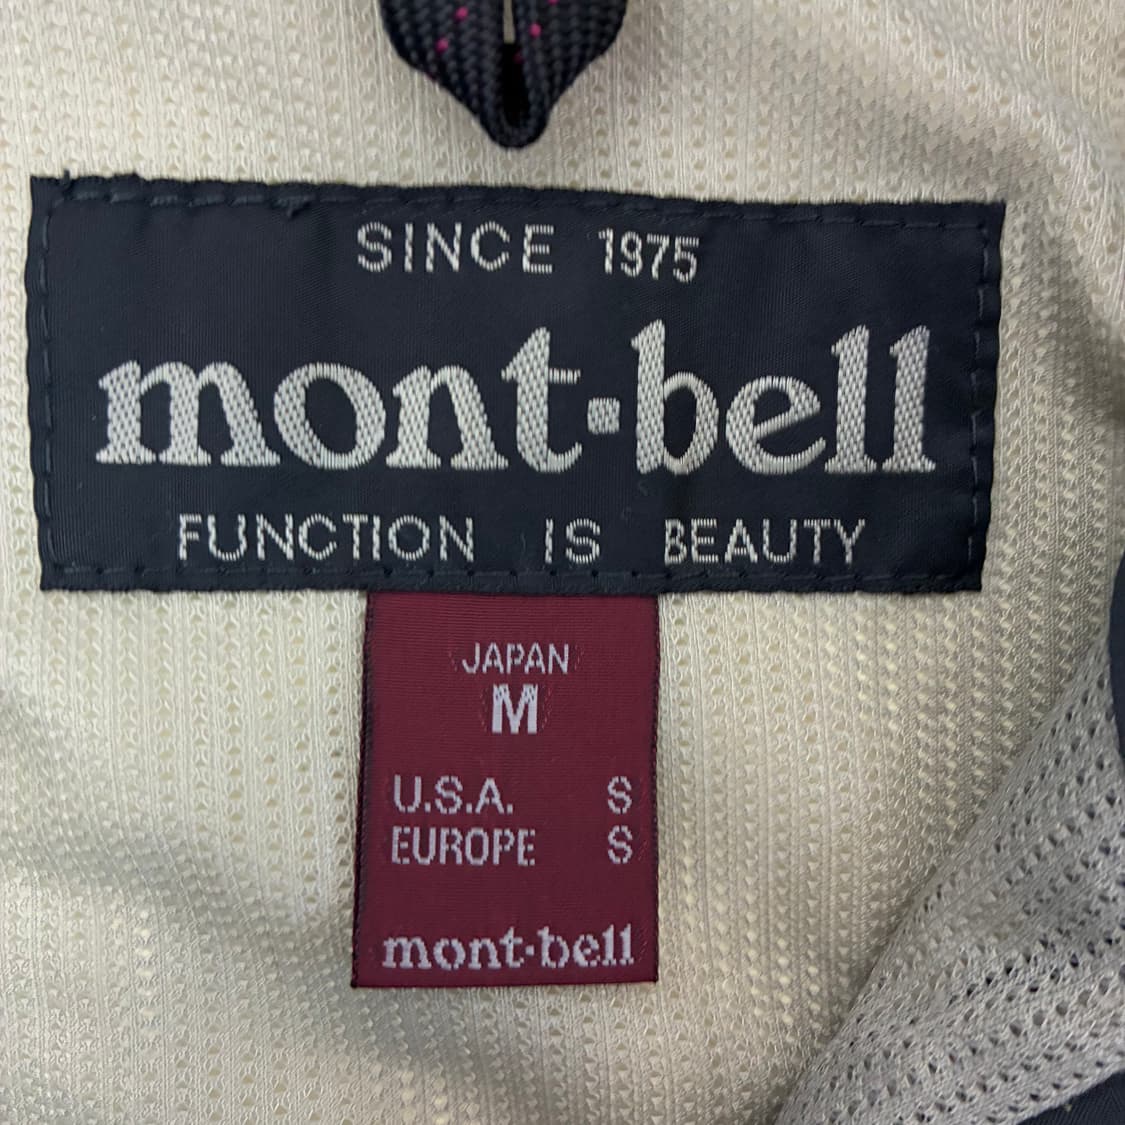 SINCE 1975
mont·bell
FUNCTION IS BEAUTY
JAPAN
M
U.S.A. S
EUROPE S
mont·bell